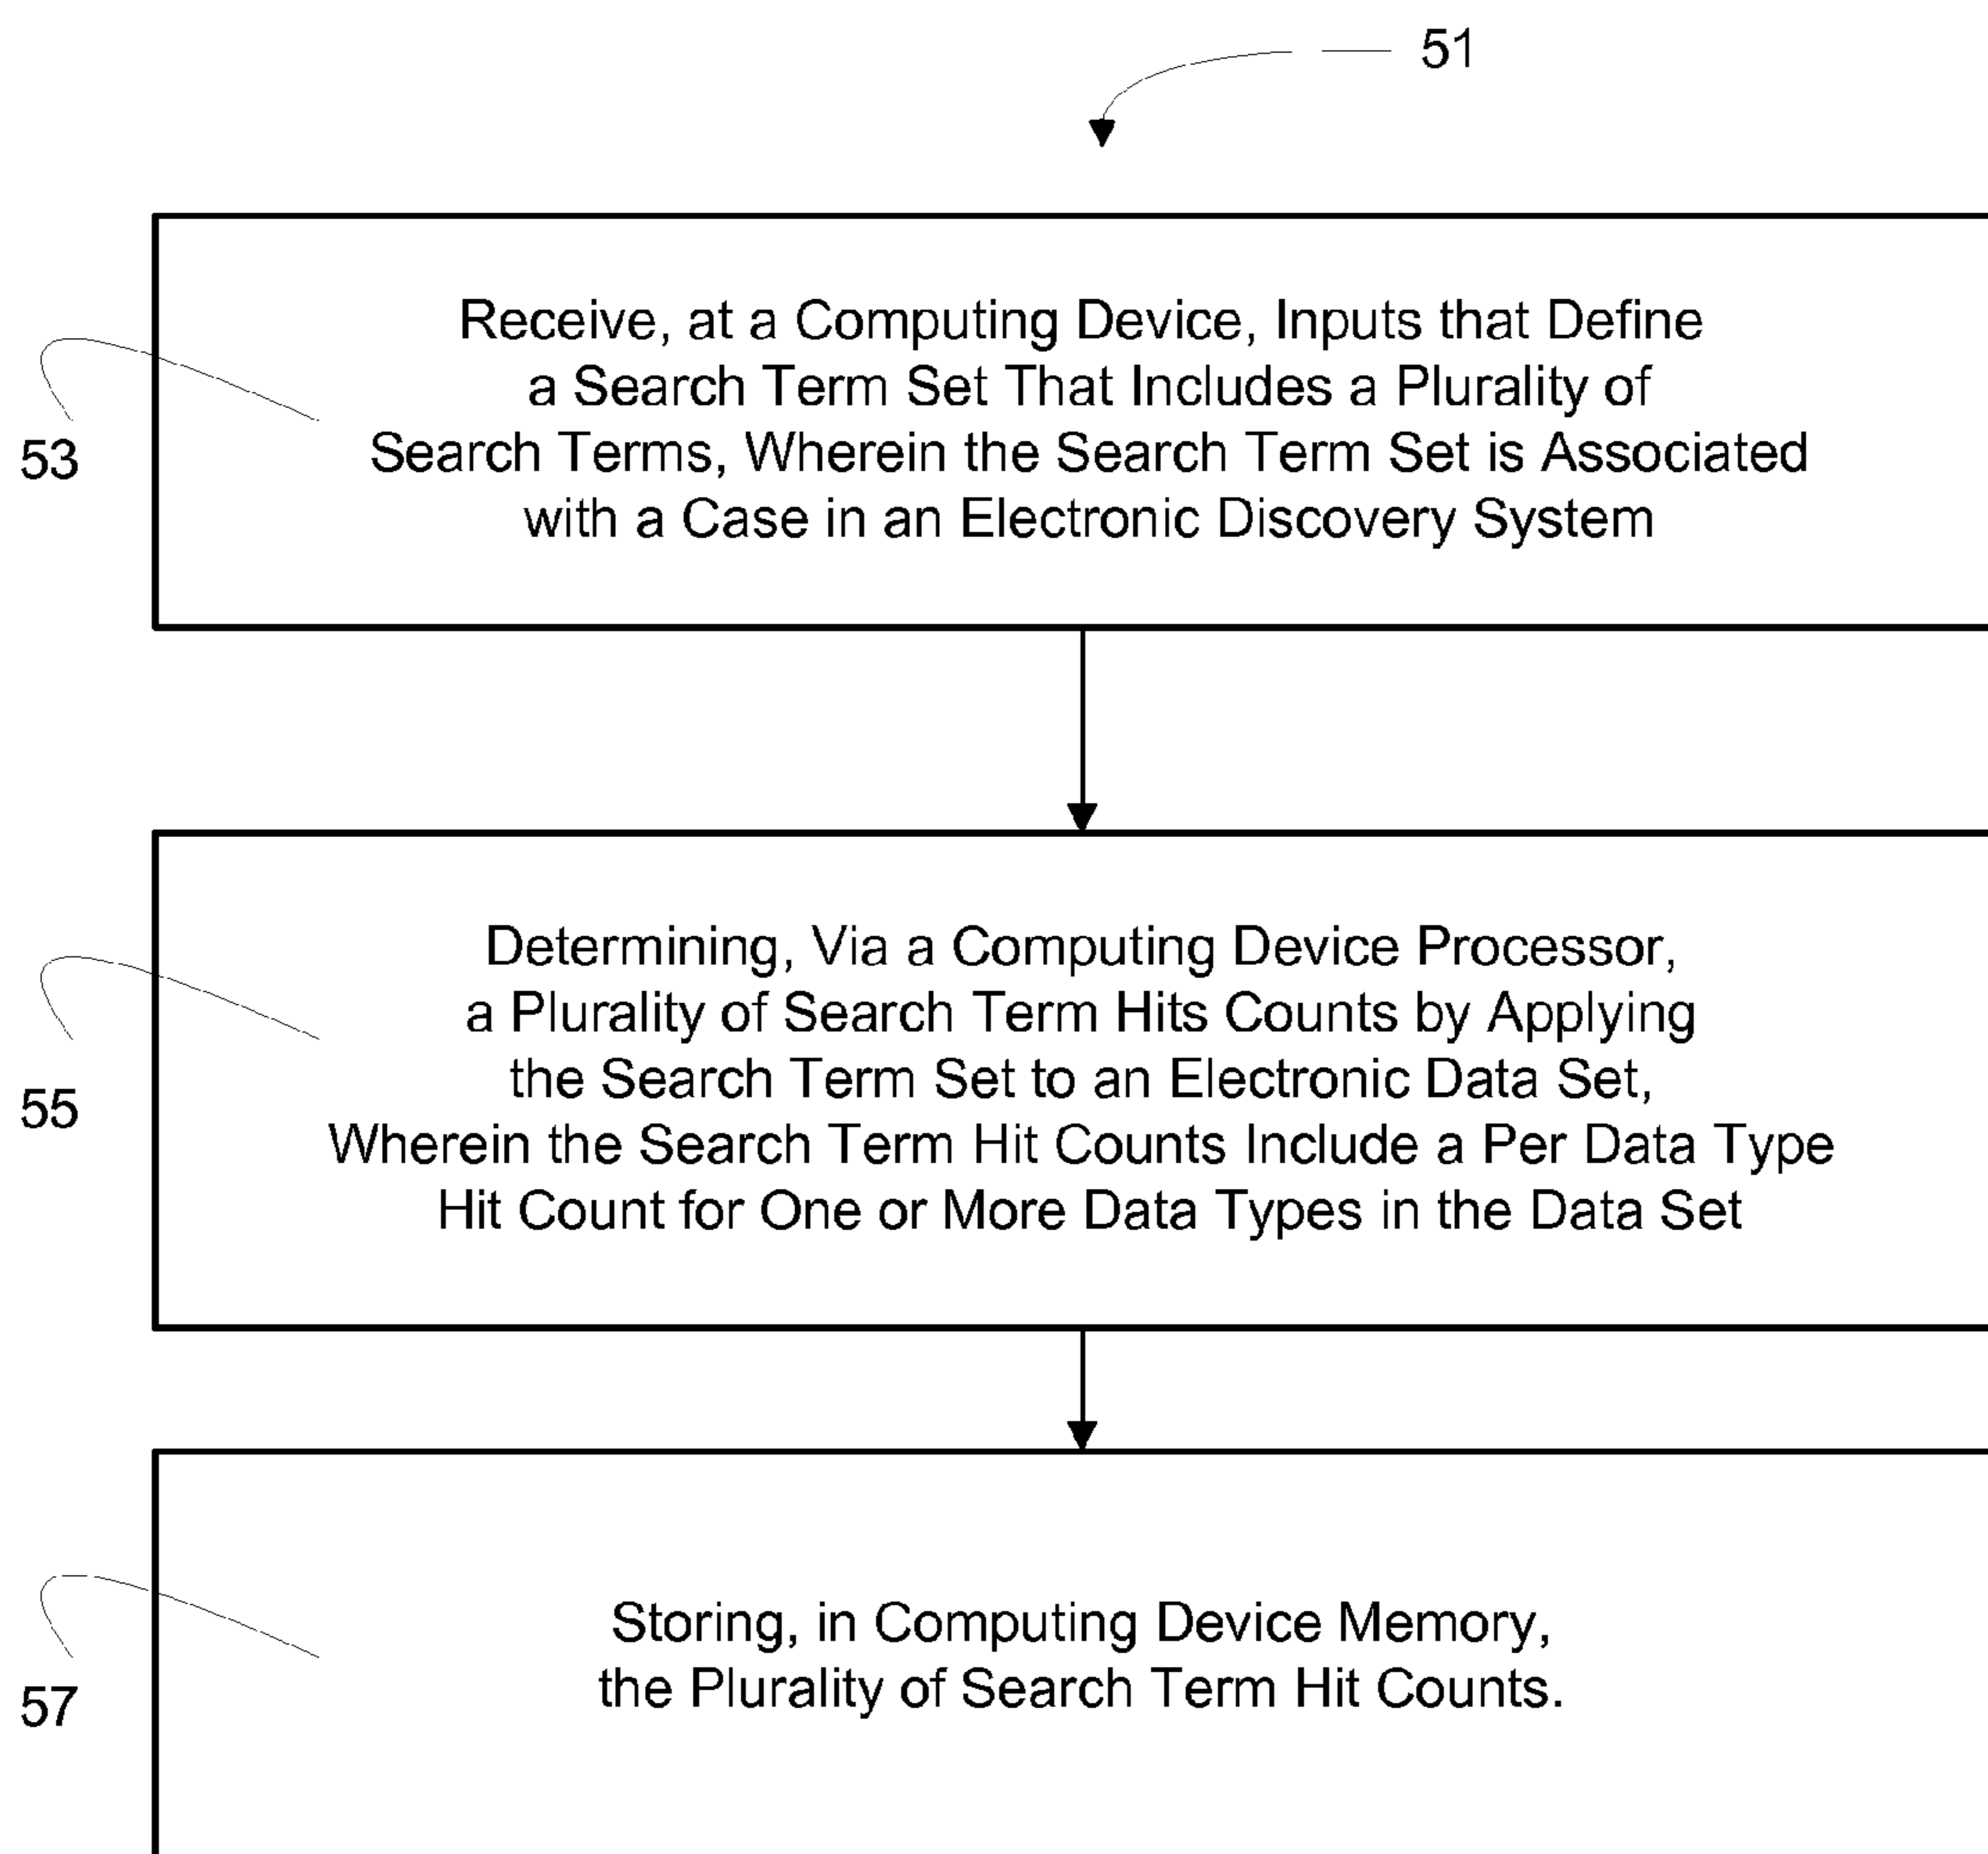 51
Receive, at a Computing Device, Inputs that Define
a Search Term Set That Includes a Plurality of
Search Terms, Wherein the Search Term Set is Associated
with a Case in an Electronic Discovery System
53
Determining, Via a Computing Device Processor,
a Plurality of Search Term Hits Counts by Applying
the Search Term Set to an Electronic Data Set,
Wherein the Search Term Hit Counts Include a Per Data Type
Hit Count for One or More Data Types in the Data Set
55
Storing, in Computing Device Memory,
the Plurality of Search Term Hit Counts.
57